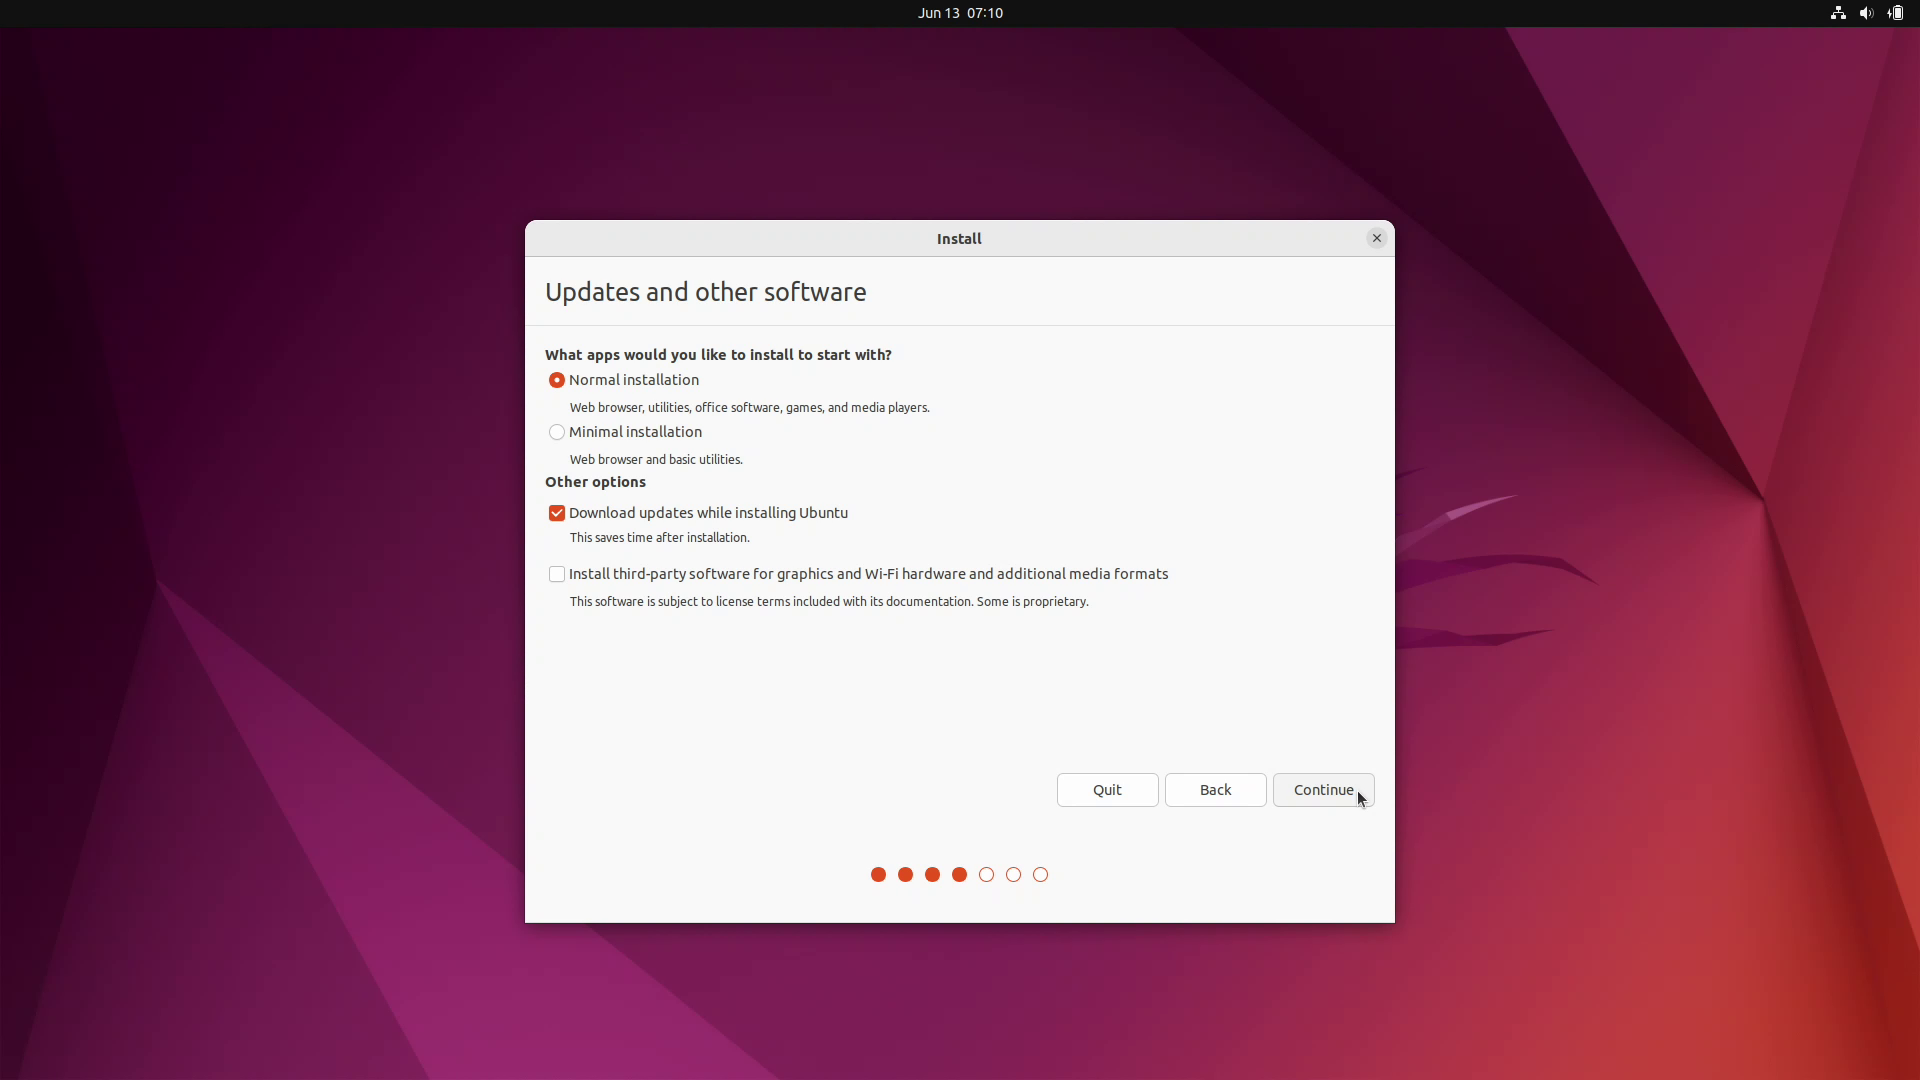 Jun 13 07:10
Install
Updates and other software
What apps would you like to install to start with?
Normal installation
Web browser, utilities, office software, games, and media players.
Minimal installation
Web browser and basic utilities.
Other options
Download updates while installing Ubuntu
This saves time after installation.
Install third-party software for graphics and Wi-Fi hardware and additional media formats
This software is subject to license terms included with its documentation. Some is proprietary.
Quit Back Continue